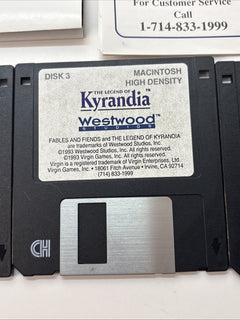 For Customer Service
Call
1-714-833-1999
DISK 3
MACINTOSH
HIGH DENSITY
THE LEGEND OF
Kyrandia™
Westwood™
STUDIOS
FABLES AND FIENDS and THE LEGEND OF KYRANDIA
are trademarks of Westwood Studios, Inc.
©1993 Westwood Studios, Inc. All rights reserved.
©1993 Virgin Games, Inc. All rights reserved.
Virgin is a registered trademark of Virgin Enterprises, Ltd.
Virgin Games, Inc. • 18061 Fitch Avenue • Irvine, CA 92714
(714) 833-1999